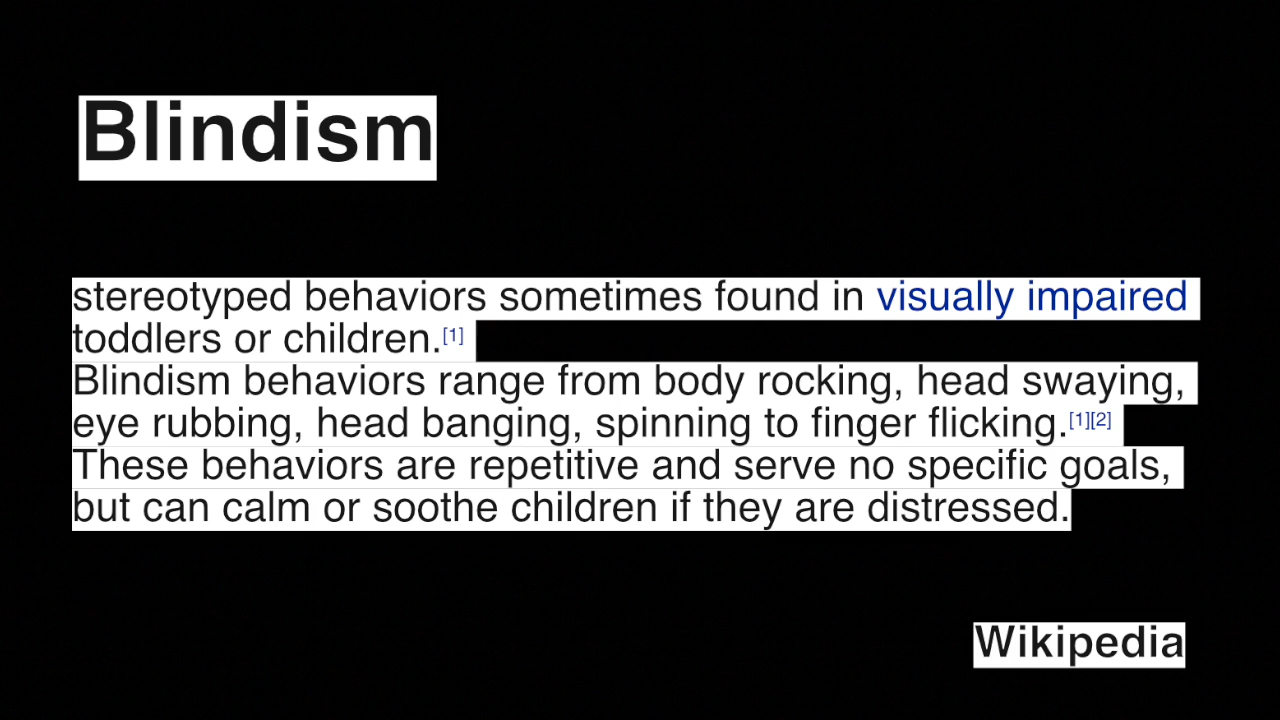 Blindism
stereotyped behaviors sometimes found in visually impaired
toddlers or children.[1]
Blindism behaviors range from body rocking, head swaying,
eye rubbing, head banging, spinning to finger flicking.[1][2]
These behaviors are repetitive and serve no specific goals,
but can calm or soothe children if they are distressed.
Wikipedia